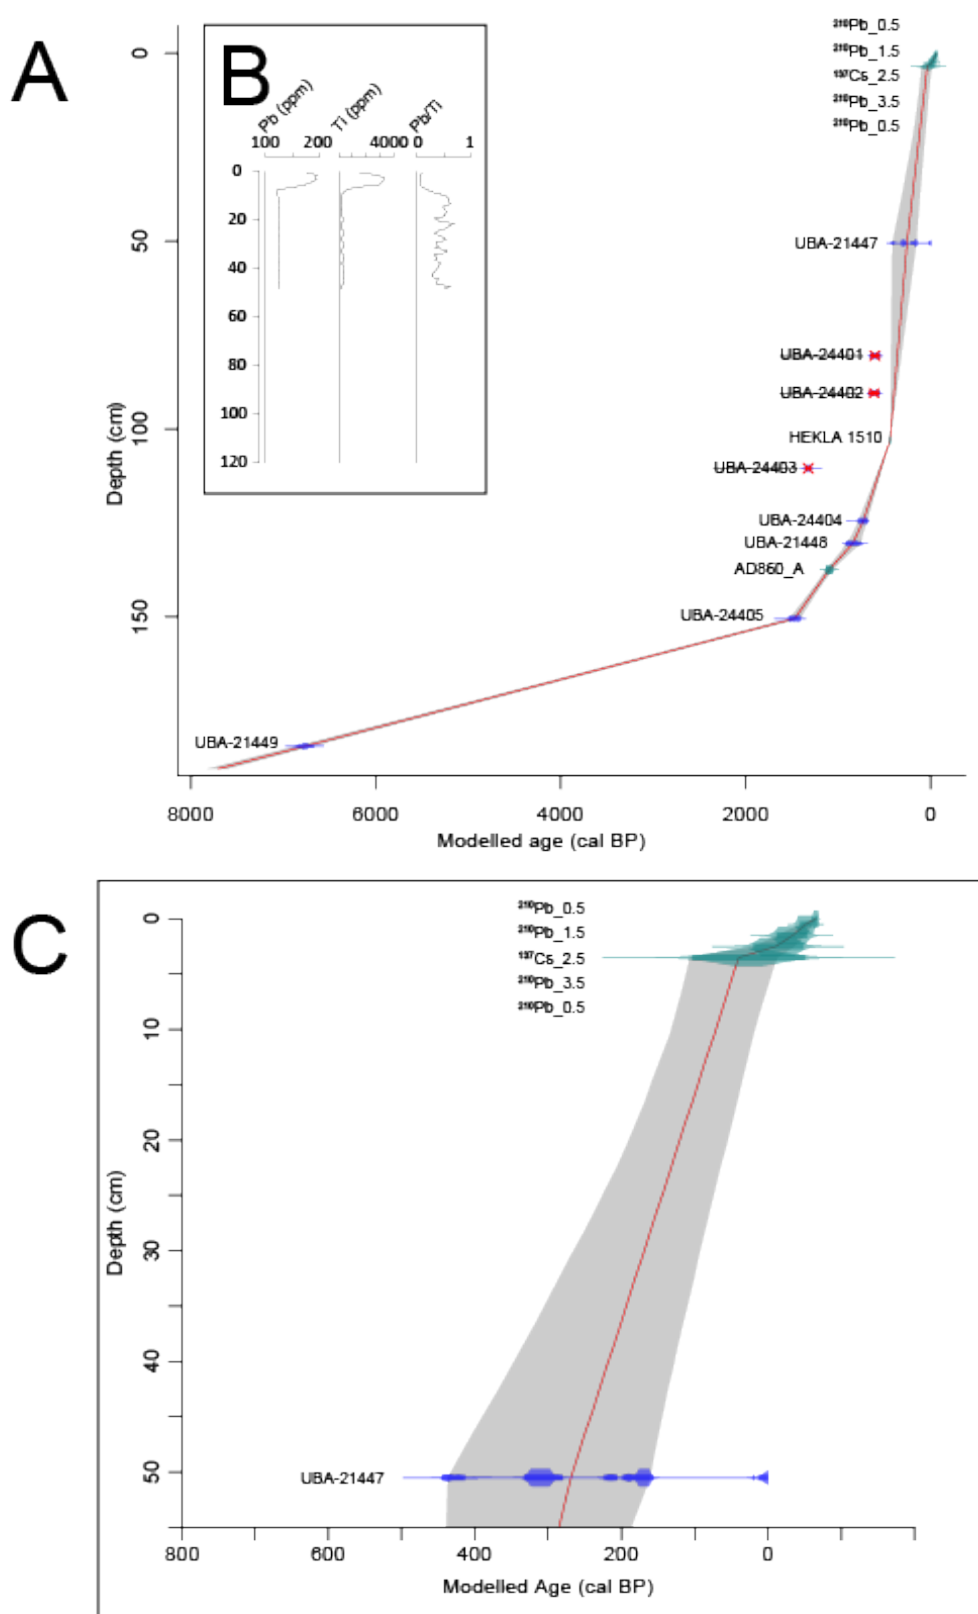 A
B
Pb (ppm)
Ti (ppm)
Pb/Ti
100 200 4000 0 1
0
20
40
60
80
100
120
²¹⁰Pb_0.5
²¹⁰Pb_1.5
¹³⁷Cs_2.5
²¹⁰Pb_3.5
²¹⁰Pb_0.5
UBA-21447
UBA-24401
UBA-24402
HEKLA 1510
UBA-24403
UBA-24404
UBA-21448
AD860_A
UBA-24405
UBA-21449
0
50
100
150
Depth (cm)
8000 6000 4000 2000 0
Modelled age (cal BP)
C
²¹⁰Pb_0.5
²¹⁰Pb_1.5
¹³⁷Cs_2.5
²¹⁰Pb_3.5
²¹⁰Pb_0.5
0
10
20
30
40
50
Depth (cm)
UBA-21447
800 600 400 200 0
Modelled Age (cal BP)